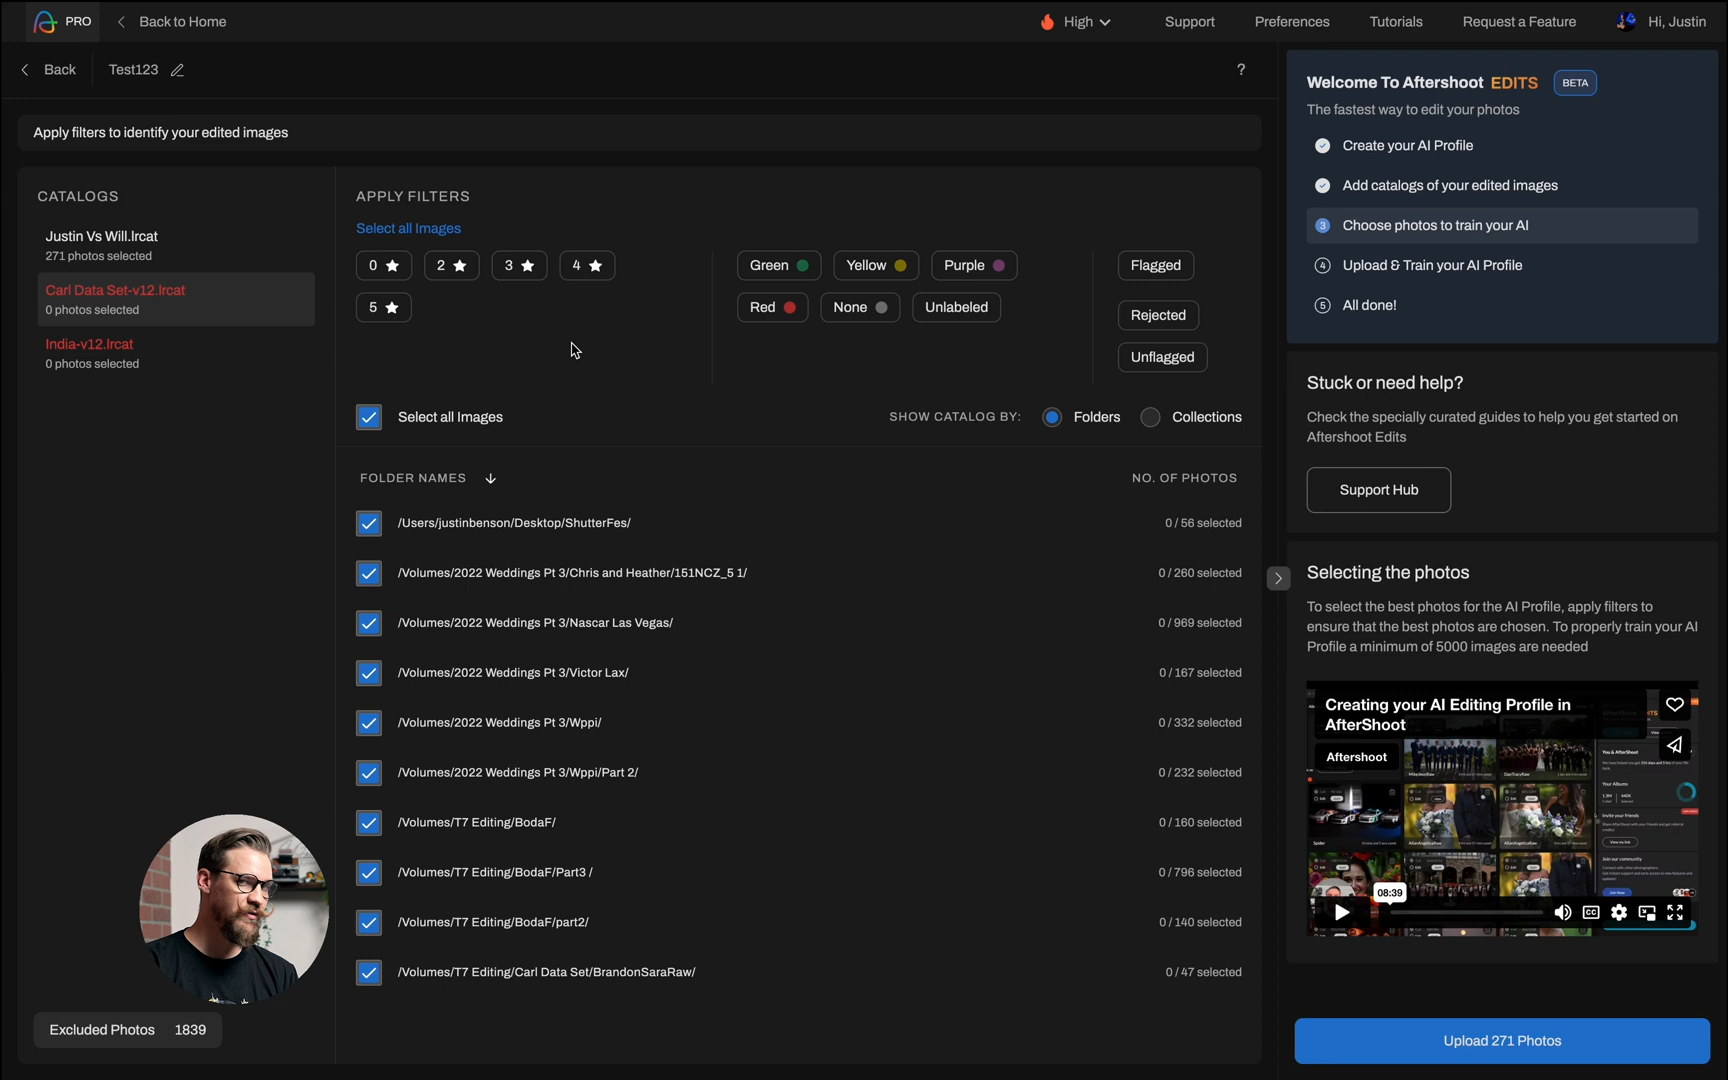 PRO
Back to Home
High
Support
Preferences
Tutorials
Request a Feature
Hi, Justin
Back
Test123
?
Apply filters to identify your edited images
CATALOGS
Justin Vs Will.lrcat
271 photos selected
Carl Data Set-v12.lrcat
0 photos selected
India-v12.lrcat
0 photos selected
Excluded Photos 1839
APPLY FILTERS
Select all Images
0
2
3
4
5
Green
Yellow
Purple
Red
None
Unlabeled
Flagged
Rejected
Unflagged
Select all Images
SHOW CATALOG BY:
Folders
Collections
FOLDER NAMES
NO. OF PHOTOS
/Users/justinbenson/Desktop/ShutterFes/
0 / 56 selected
/Volumes/2022 Weddings Pt 3/Chris and Heather/151NCZ_5 1/
0 / 260 selected
/Volumes/2022 Weddings Pt 3/Nascar Las Vegas/
0 / 969 selected
/Volumes/2022 Weddings Pt 3/Victor Lax/
0 / 167 selected
/Volumes/2022 Weddings Pt 3/Wppi/
0 / 332 selected
/Volumes/2022 Weddings Pt 3/Wppi/Part 2/
0 / 232 selected
/Volumes/T7 Editing/BodaF/
0 / 160 selected
/Volumes/T7 Editing/BodaF/Part3 /
0 / 796 selected
/Volumes/T7 Editing/BodaF/part2/
0 / 140 selected
/Volumes/T7 Editing/Carl Data Set/BrandonSaraRaw/
0 / 47 selected
Welcome To Aftershoot EDITS BETA
The fastest way to edit your photos
Create your AI Profile
Add catalogs of your edited images
3 Choose photos to train your AI
4 Upload & Train your AI Profile
5 All done!
Stuck or need help?
Check the specially curated guides to help you get started on
Aftershoot Edits
Support Hub
Selecting the photos
To select the best photos for the AI Profile, apply filters to
ensure that the best photos are chosen. To properly train your AI
Profile a minimum of 5000 images are needed
Creating your AI Editing Profile in
AfterShoot
Aftershoot
You & AfterShoot
Your Albums
Invite your friends
Join our community
08:39
CC
Upload 271 Photos